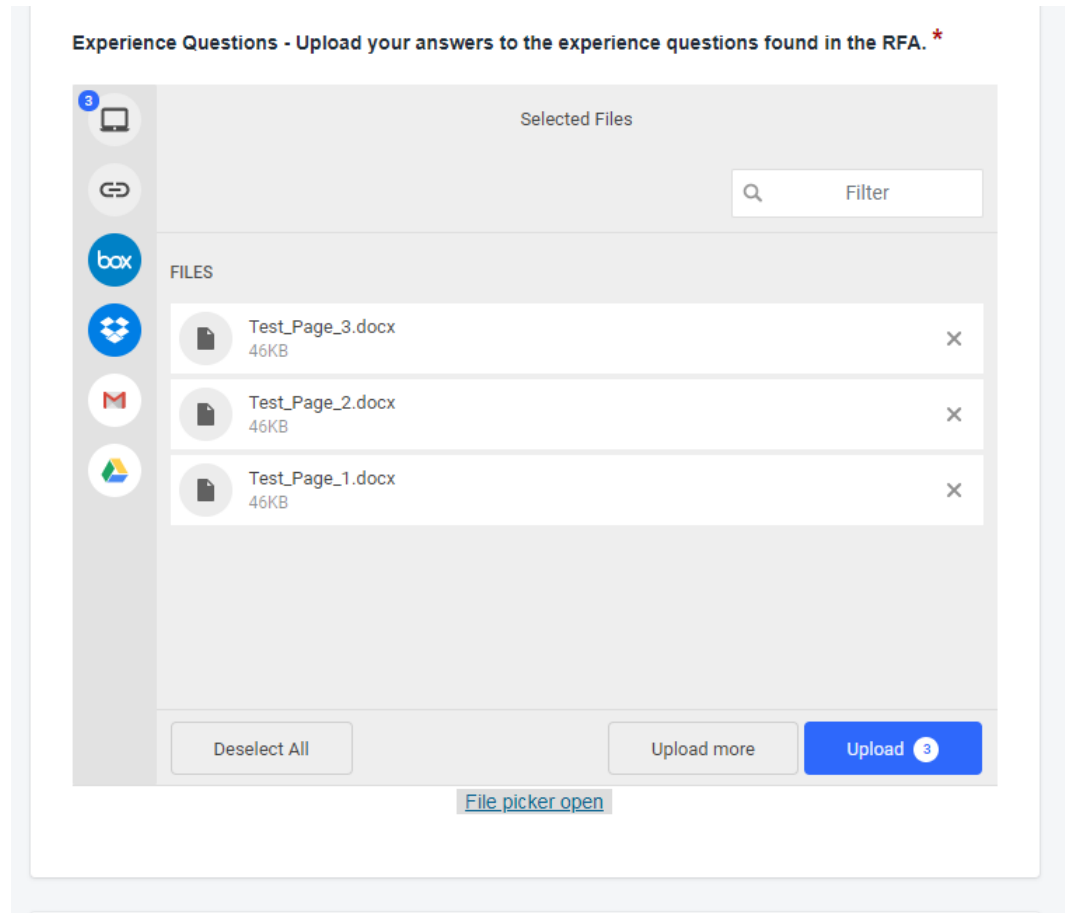 Experience Questions - Upload your answers to the experience questions found in the RFA. *
3
Selected Files
Filter
box
FILES
Test_Page_3.docx
46KB
Test_Page_2.docx
46KB
Test_Page_1.docx
46KB
Deselect All
Upload more
Upload 3
File picker open